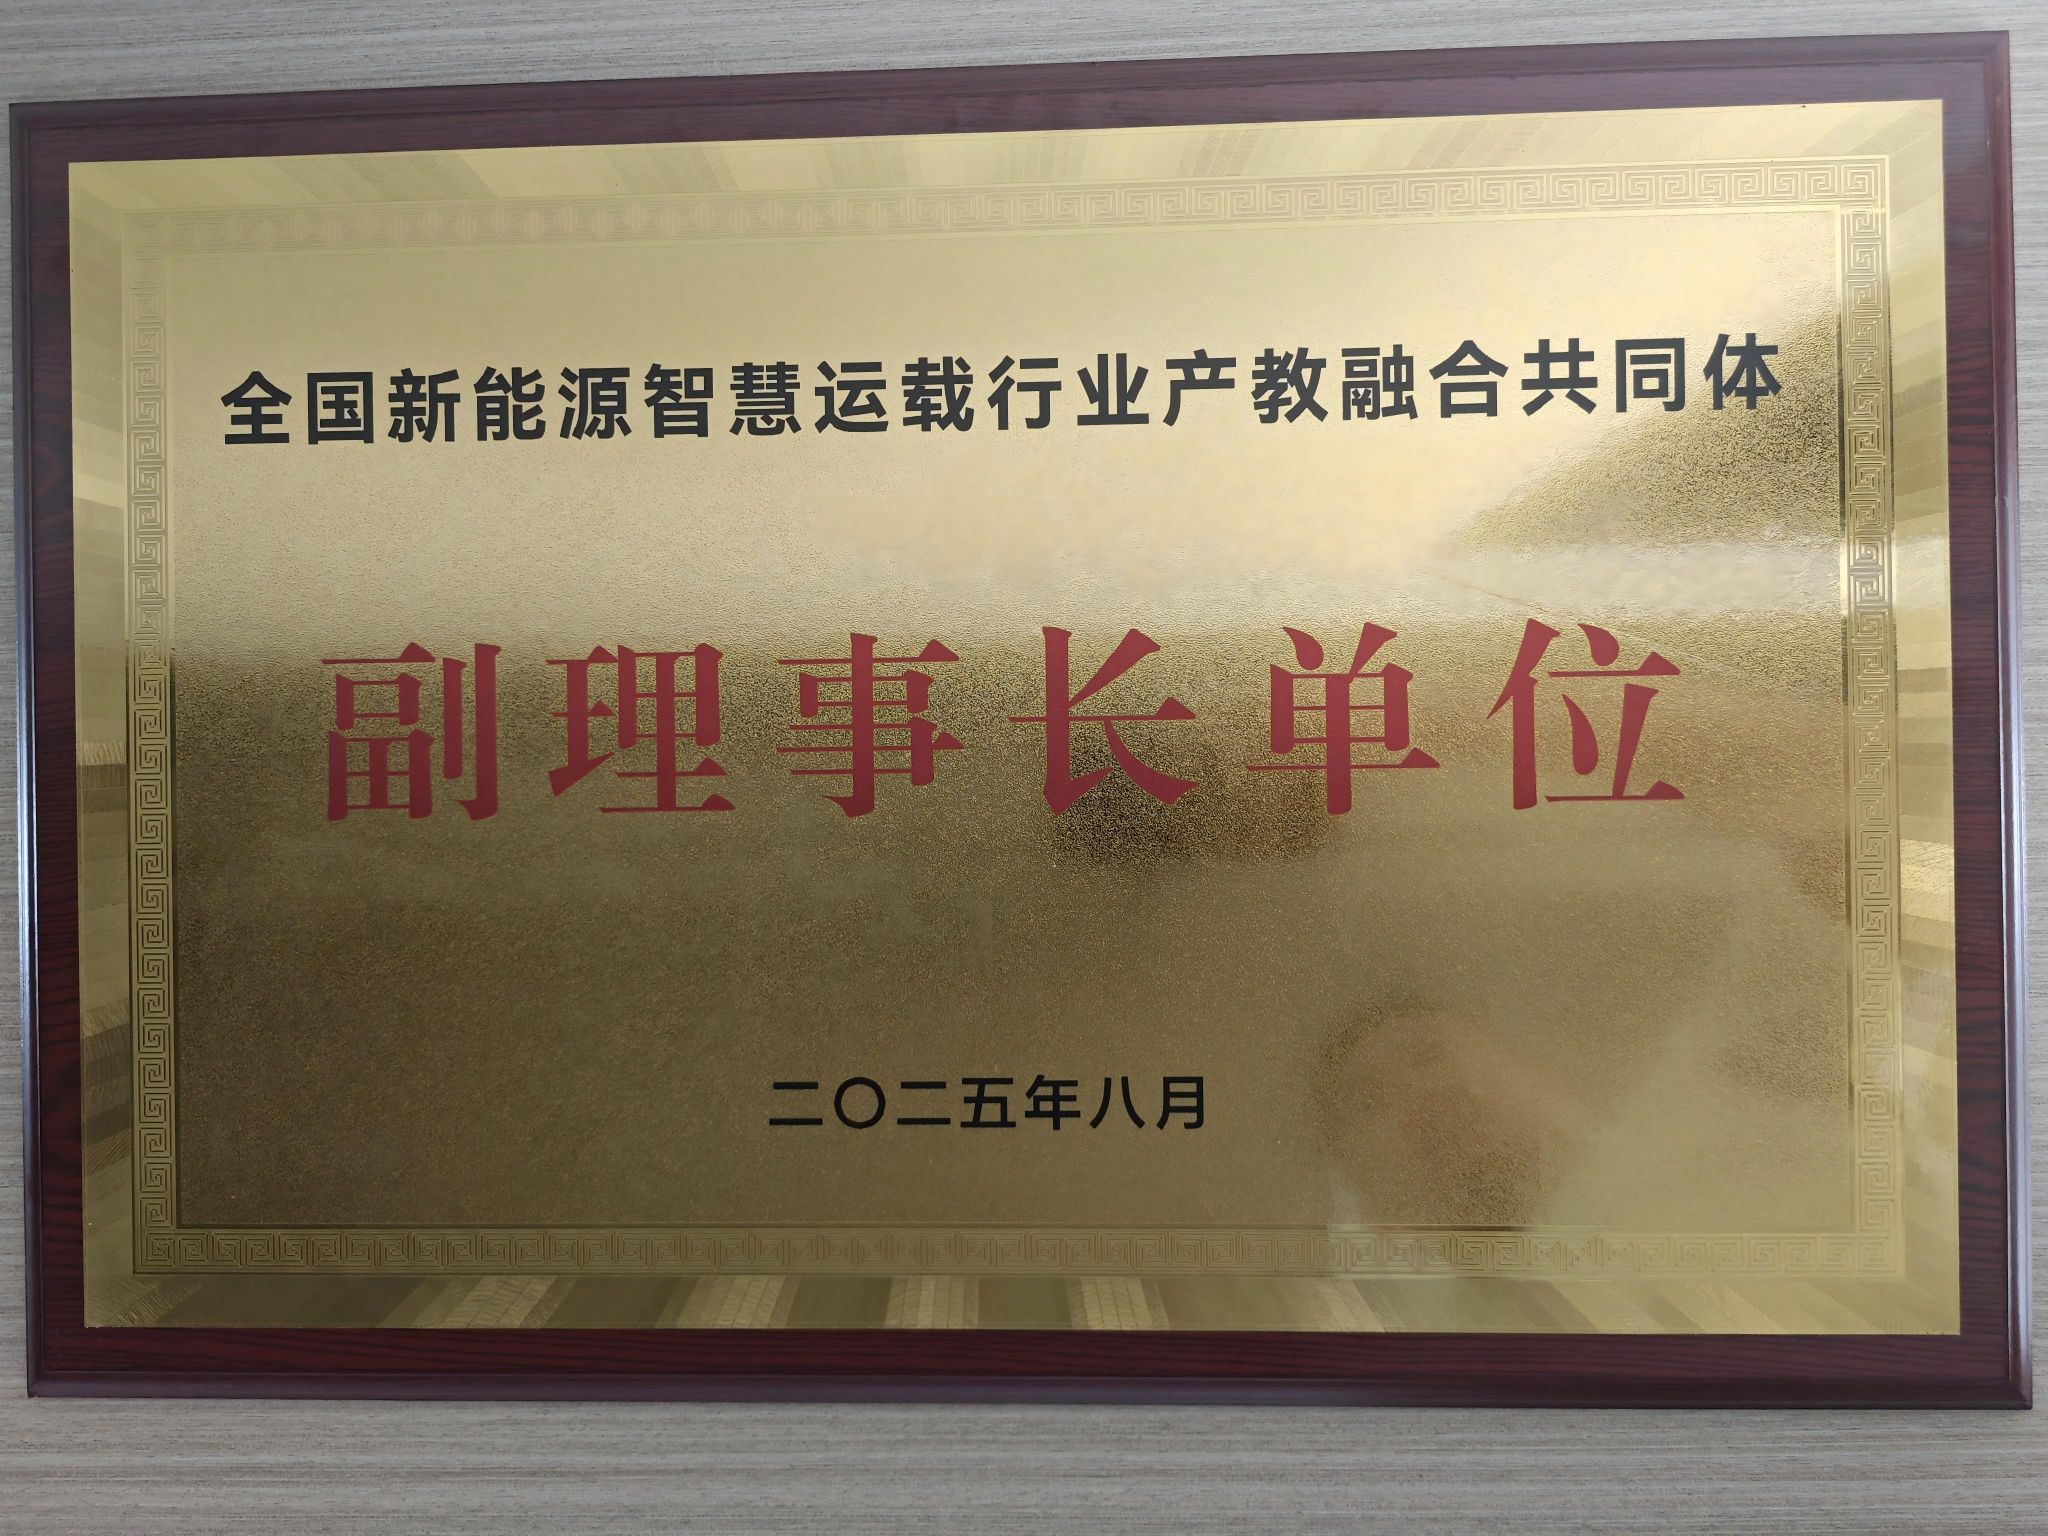 全国新能源智慧运载行业产教融合共同体
副理事长单位
二〇二五年八月